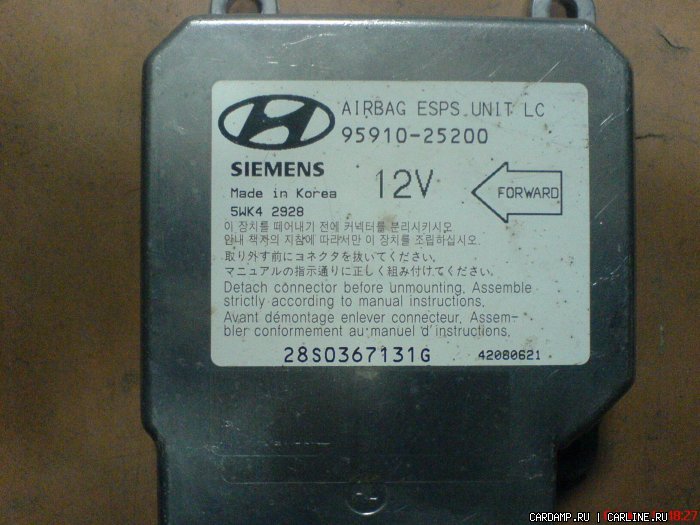 AIRBAG ESPS.UNIT LC
95910-25200
SIEMENS
Made in Korea
12V
FORWARD
5WK4 2928
이 장치를 떼어내기 전에 커넥터를 분리시키시오
안내 책자의 지참에 따라서만 이 장치를 조립하십시오.
取り外す前にコネクタを抜いてください。
マニュアルの指示通りに正しく組み付けてください。
Detach connector before unmounting. Assemble
strictly according to manual instructions.
Avant démontage enlever connecteur. Assem-
bler conformement au manuel d'instructions.
28S0367131G
42080621
18:27
CARDAMP.RU | CARLINE.RU